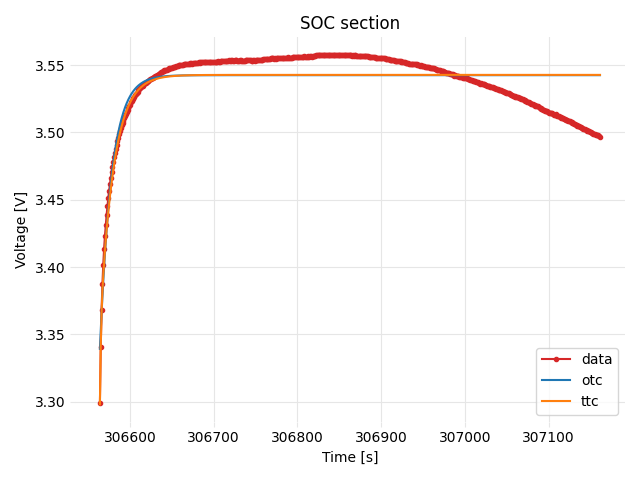 SOC section
Voltage [V]
3.55
3.50
3.45
3.40
3.35
3.30
306600 306700 306800 306900 307000 307100
Time [s]
data
otc
ttc